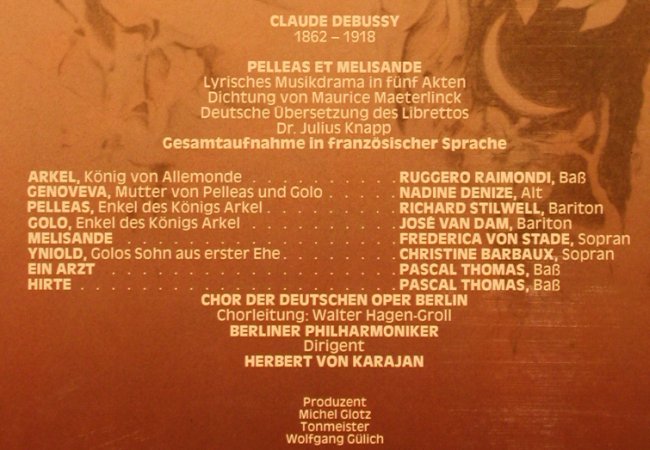 CLAUDE DEBUSSY
1862 – 1918
PELLEAS ET MELISANDE
Lyrisches Musikdrama in fünf Akten
Dichtung von Maurice Maeterlinck
Deutsche Übersetzung des Librettos
Dr. Julius Knapp
Gesamtaufnahme in französischer Sprache
ARKEL, König von Allemonde . . . . . . . . . . . RUGGERO RAIMONDI, Baß
GENOVEVA, Mutter von Pelleas und Golo . . . . . NADINE DENIZE, Alt
PELLEAS, Enkel des Königs Arkel . . . . . . . . . RICHARD STILWELL, Bariton
GOLO, Enkel des Königs Arkel . . . . . . . . . . . JOSÉ VAN DAM, Bariton
MELISANDE . . . . . . . . . . . . . . . . . . FREDERICA VON STADE, Sopran
YNIOLD, Golos Sohn aus erster Ehe . . . . . . . . CHRISTINE BARBAUX, Sopran
EIN ARZT . . . . . . . . . . . . . . . . . . . PASCAL THOMAS, Baß
HIRTE . . . . . . . . . . . . . . . . . . . . PASCAL THOMAS, Baß
CHOR DER DEUTSCHEN OPER BERLIN
Chorleitung: Walter Hagen-Groll
BERLINER PHILHARMONIKER
Dirigent
HERBERT VON KARAJAN
Produzent
Michel Glotz
Tonmeister
Wolfgang Gülich